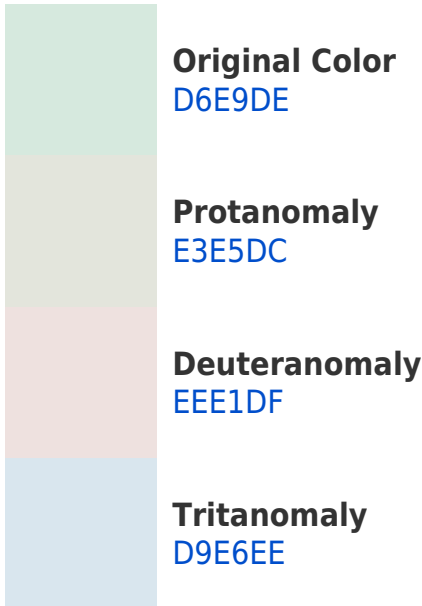 Original Color
D6E9DE
Protanomaly
E3E5DC
Deuteranomaly
EEE1DF
Tritanomaly
D9E6EE